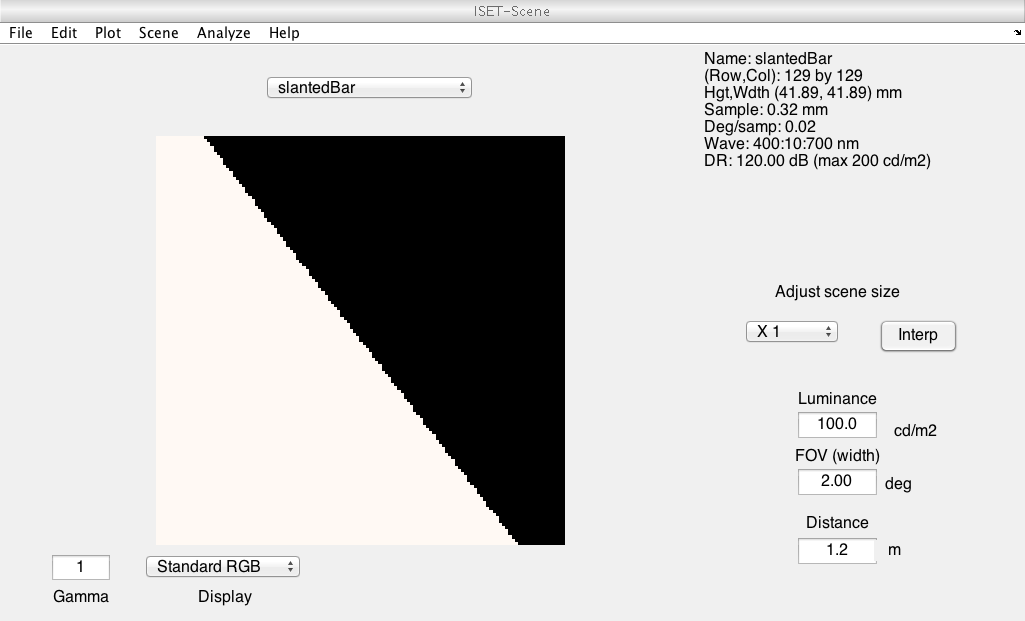 ISET-Scene
File Edit Plot Scene Analyze Help
slantedBar
Name: slantedBar
(Row,Col): 129 by 129
Hgt,Wdth (41.89, 41.89) mm
Sample: 0.32 mm
Deg/samp: 0.02
Wave: 400:10:700 nm
DR: 120.00 dB (max 200 cd/m2)
Adjust scene size
X 1 Interp
Luminance
100.0 cd/m2
FOV (width)
2.00 deg
Distance
1.2 m
1 Standard RGB
Gamma Display